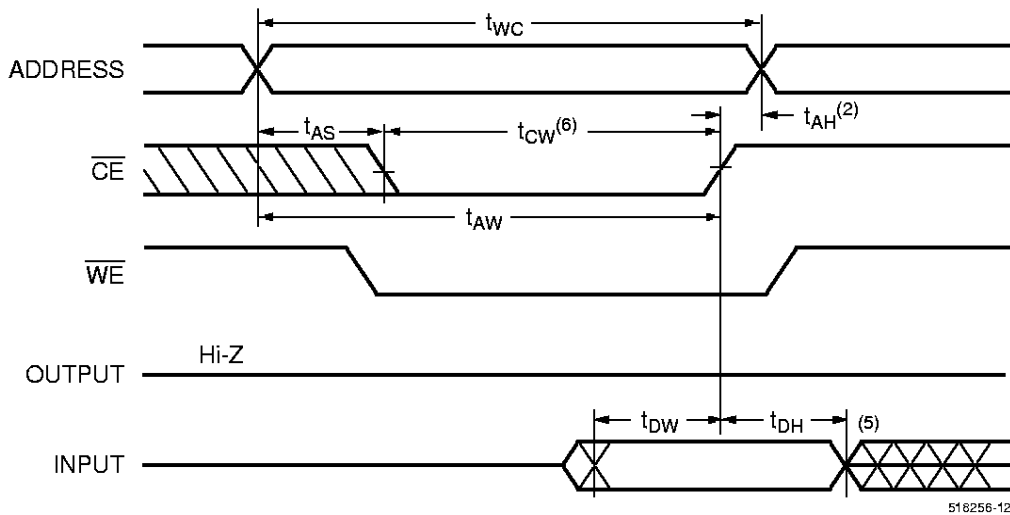 tWC
ADDRESS
tAS
tCW(6)
tAH(2)
CE
tAW
WE
Hi-Z
OUTPUT
tDW
tDH
(5)
INPUT
518256-12